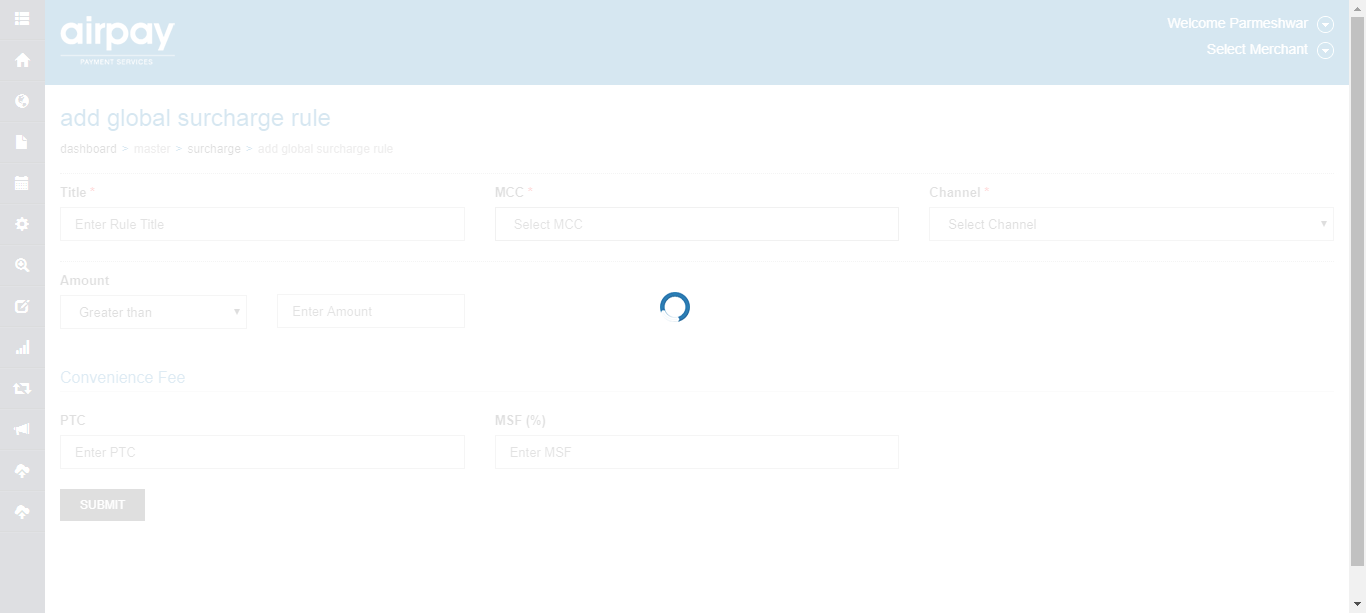 airpay
PAYMENT SERVICES
Welcome Parmeshwar
Select Merchant
add global surcharge rule
dashboard > master > surcharge > add global surcharge rule
Title * MCC * Channel *
Enter Rule Title Select MCC Select Channel
Amount
Greater than Enter Amount
Convenience Fee
PTC MSF (%)
Enter PTC Enter MSF
SUBMIT